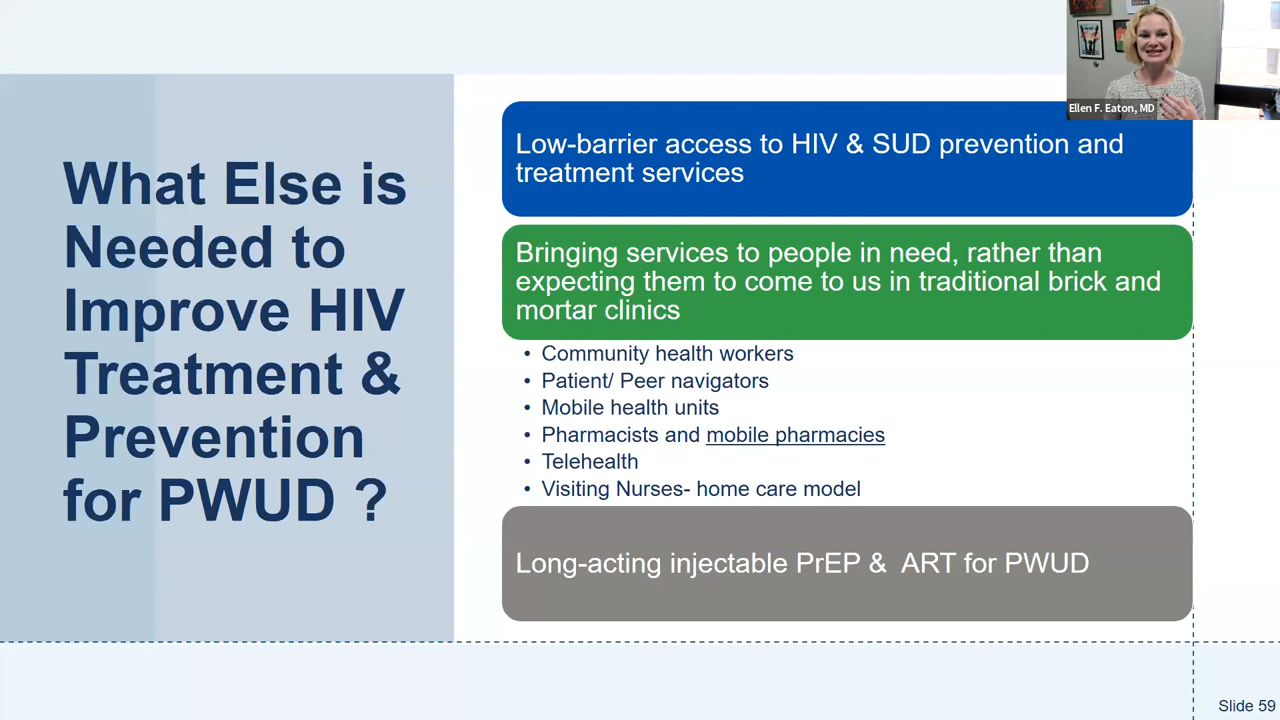 Ellen F. Eaton, MD
What Else is
Needed to
Improve HIV
Treatment &
Prevention
for PWUD ?
Low-barrier access to HIV & SUD prevention and
treatment services
Bringing services to people in need, rather than
expecting them to come to us in traditional brick and
mortar clinics
• Community health workers
• Patient/ Peer navigators
• Mobile health units
• Pharmacists and mobile pharmacies
• Telehealth
• Visiting Nurses- home care model
Long-acting injectable PrEP & ART for PWUD
Slide 59